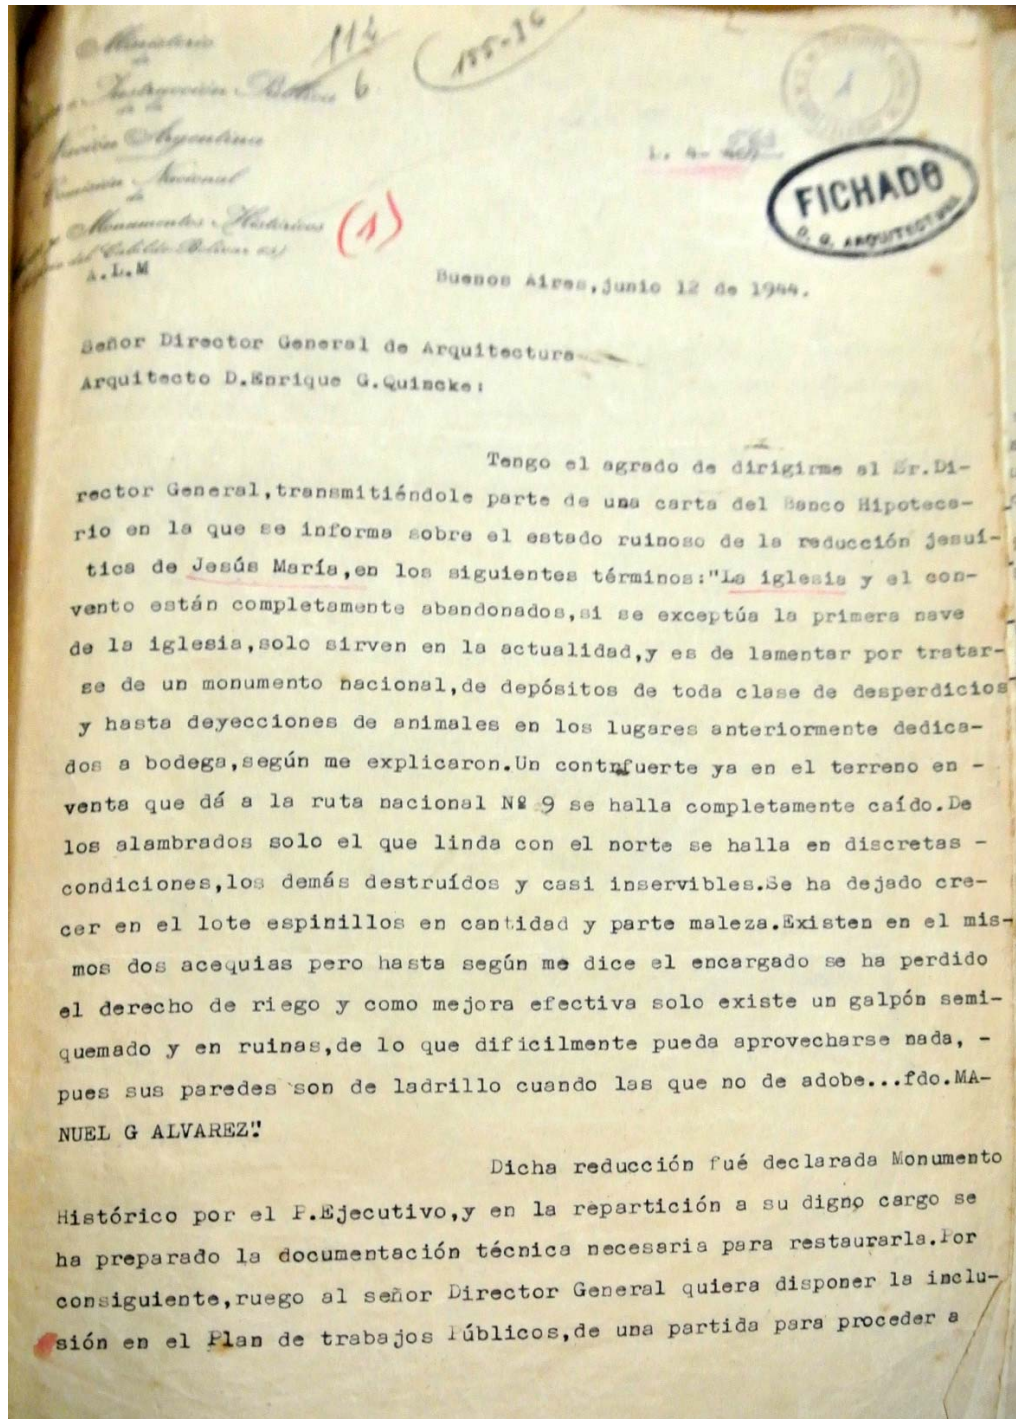 Ministerio
de
Instrucción Pública
de la
Nación Argentina
Comisión Nacional
de
Monumentos Históricos
del Cabildo Bolívar 65)
114
6
155-16
1
L. 4-
FICHADO
D. G. ARQUITECTURA
(1)
A.L.M
Buenos Aires,junio 12 de 1944.
Señor Director General de Arquitectura
Arquitecto D.Enrique G.Quincke:
Tengo el agrado de dirigirme al Sr.Di-
rector General,transmitiéndole parte de una carta del Banco Hipoteca-
rio en la que se informa sobre el estado ruinoso de la reducción jesuí-
tica de Jesús María,en los siguientes términos:"La iglesia y el con-
vento están completamente abandonados,si se exceptúa la primera nave
de la iglesia,solo sirven en la actualidad,y es de lamentar por tratar-
se de un monumento nacional,de depósitos de toda clase de desperdicios
y hasta deyecciones de animales en los lugares anteriormente dedica-
dos a bodega,según me explicaron.Un contrafuerte ya en el terreno en -
venta que dá a la ruta nacional Nº 9 se halla completamente caído.De
los alambrados solo el que linda con el norte se halla en discretas -
condiciones,los demás destruídos y casi inservibles.Se ha dejado cre-
cer en el lote espinillos en cantidad y parte maleza.Existen en el mis-
mos dos acequias pero hasta según me dice el encargado se ha perdido
el derecho de riego y como mejora efectiva solo existe un galpón semi-
quemado y en ruinas,de lo que dificilmente pueda aprovecharse nada, -
pues sus paredes son de ladrillo cuando las que no de adobe...fdo.MA-
NUEL G ALVAREZ".
Dicha reducción fué declarada Monumento
Histórico por el P.Ejecutivo,y en la repartición a su digno cargo se
ha preparado la documentación técnica necesaria para restaurarla.Por
consiguiente,ruego al señor Director General quiera disponer la inclu-
sión en el Plan de trabajos Públicos,de una partida para proceder a